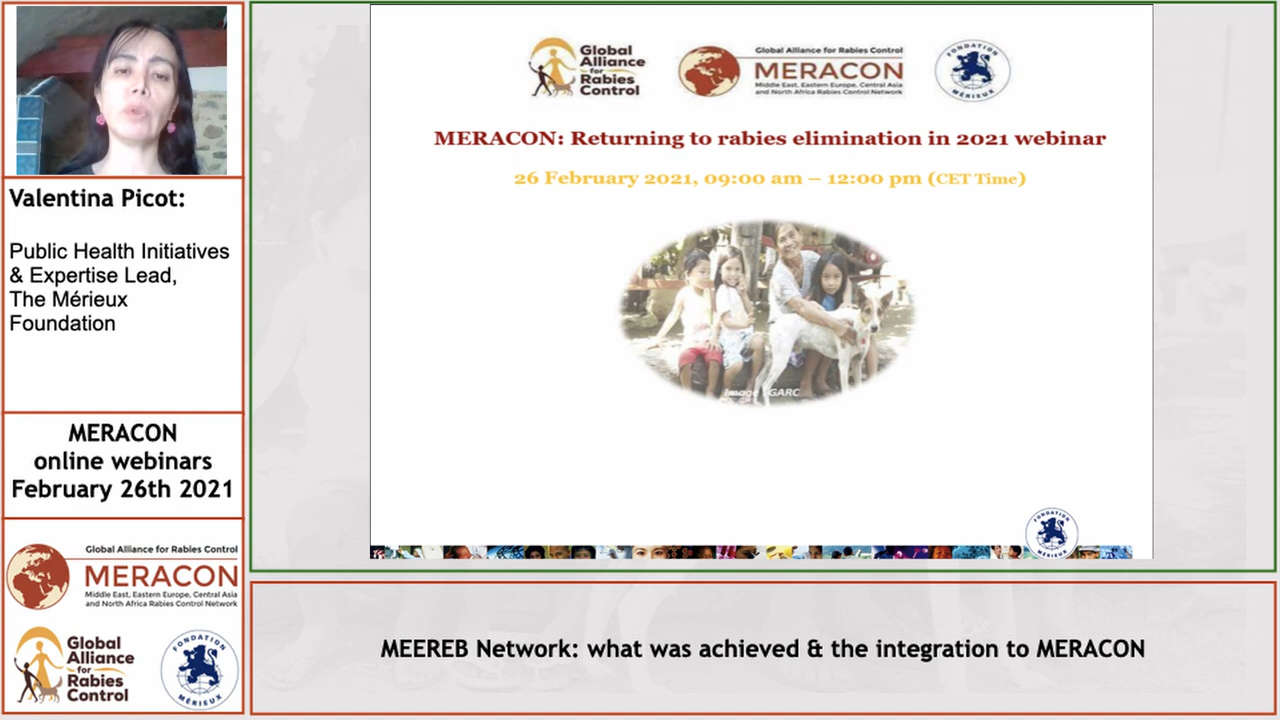 Valentina Picot:
Public Health Initiatives
& Expertise Lead,
The Mérieux
Foundation
MERACON
online webinars
February 26th 2021
Global Alliance for Rabies Control
MERACON
Middle East, Eastern Europe, Central Asia
and North Africa Rabies Control Network
Global
Alliance
for
Rabies
Control
FONDATION
MÉRIEUX
Global
Alliance
for
Rabies
Control
Global Alliance for Rabies Control
MERACON
Middle East, Eastern Europe, Central Asia
and North Africa Rabies Control Network
FONDATION
MÉRIEUX
MERACON: Returning to rabies elimination in 2021 webinar
26 February 2021, 09:00 am – 12:00 pm (CET Time)
Image GARC
FONDATION
MÉRIEUX
MEEREB Network: what was achieved & the integration to MERACON